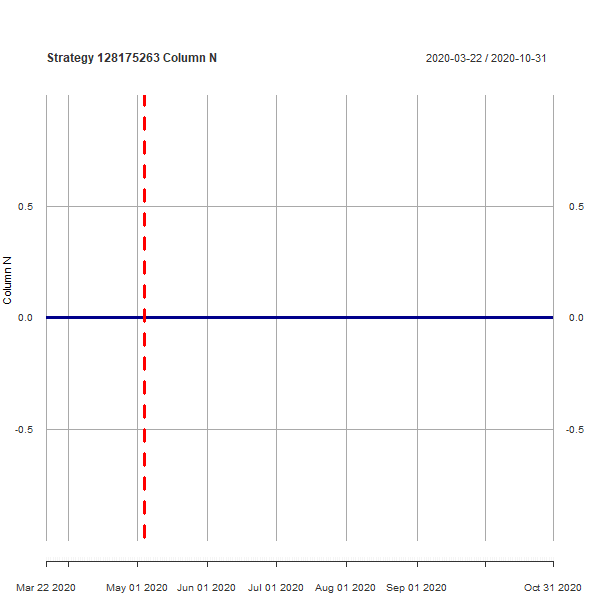 Strategy 128175263 Column N
2020-03-22 / 2020-10-31
0.5
0.5
Column N
0.0
0.0
-0.5
-0.5
Mar 22 2020
May 01 2020
Jun 01 2020
Jul 01 2020
Aug 01 2020
Sep 01 2020
Oct 31 2020